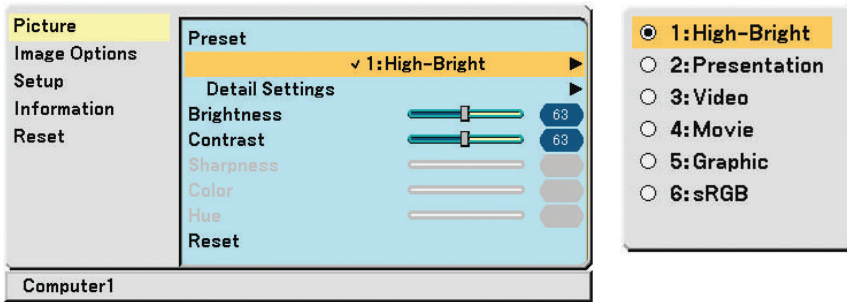 Picture
Image Options
Setup
Information
Reset
Preset
✓ 1:High-Bright
Detail Settings
Brightness 63
Contrast 63
Sharpness
Color
Hue
Reset
Computer1
1:High-Bright
2:Presentation
3:Video
4:Movie
5:Graphic
6:sRGB